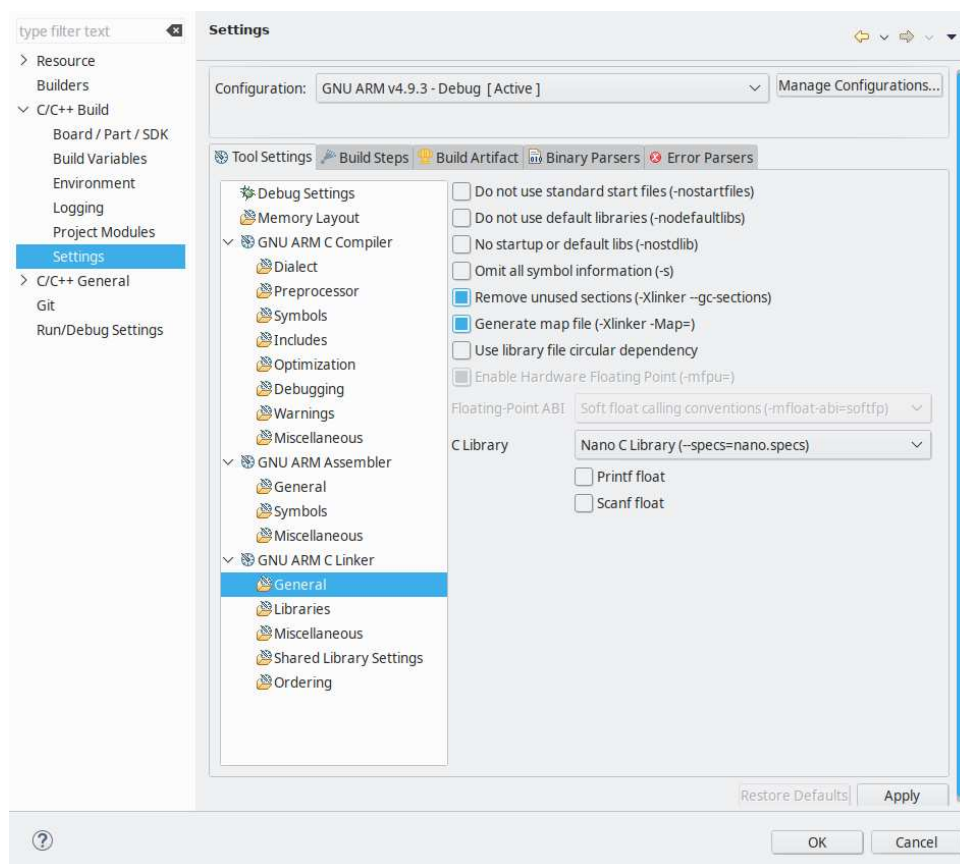 type filter text
Resource
Builders
C/C++ Build
Board / Part / SDK
Build Variables
Environment
Logging
Project Modules
Settings
C/C++ General
Git
Run/Debug Settings
Settings
Configuration: GNU ARM v4.9.3 - Debug [ Active ] Manage Configurations...
Tool Settings Build Steps Build Artifact Binary Parsers Error Parsers
Debug Settings
Memory Layout
GNU ARM C Compiler
Dialect
Preprocessor
Symbols
Includes
Optimization
Debugging
Warnings
Miscellaneous
GNU ARM Assembler
General
Symbols
Miscellaneous
GNU ARM C Linker
General
Libraries
Miscellaneous
Shared Library Settings
Ordering
Do not use standard start files (-nostartfiles)
Do not use default libraries (-nodefaultlibs)
No startup or default libs (-nostdlib)
Omit all symbol information (-s)
Remove unused sections (-Xlinker --gc-sections)
Generate map file (-Xlinker -Map=)
Use library file circular dependency
Enable Hardware Floating Point (-mfpu=)
Floating-Point ABI Soft float calling conventions (-mfloat-abi=softfp)
C Library Nano C Library (--specs=nano.specs)
Printf float
Scanf float
Restore Defaults Apply
? OK Cancel